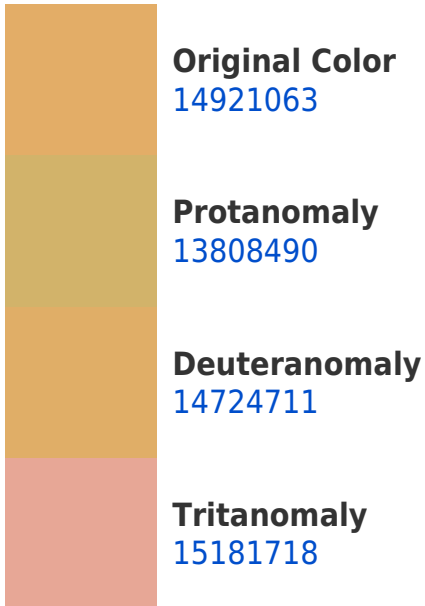 Original Color
14921063
Protanomaly
13808490
Deuteranomaly
14724711
Tritanomaly
15181718